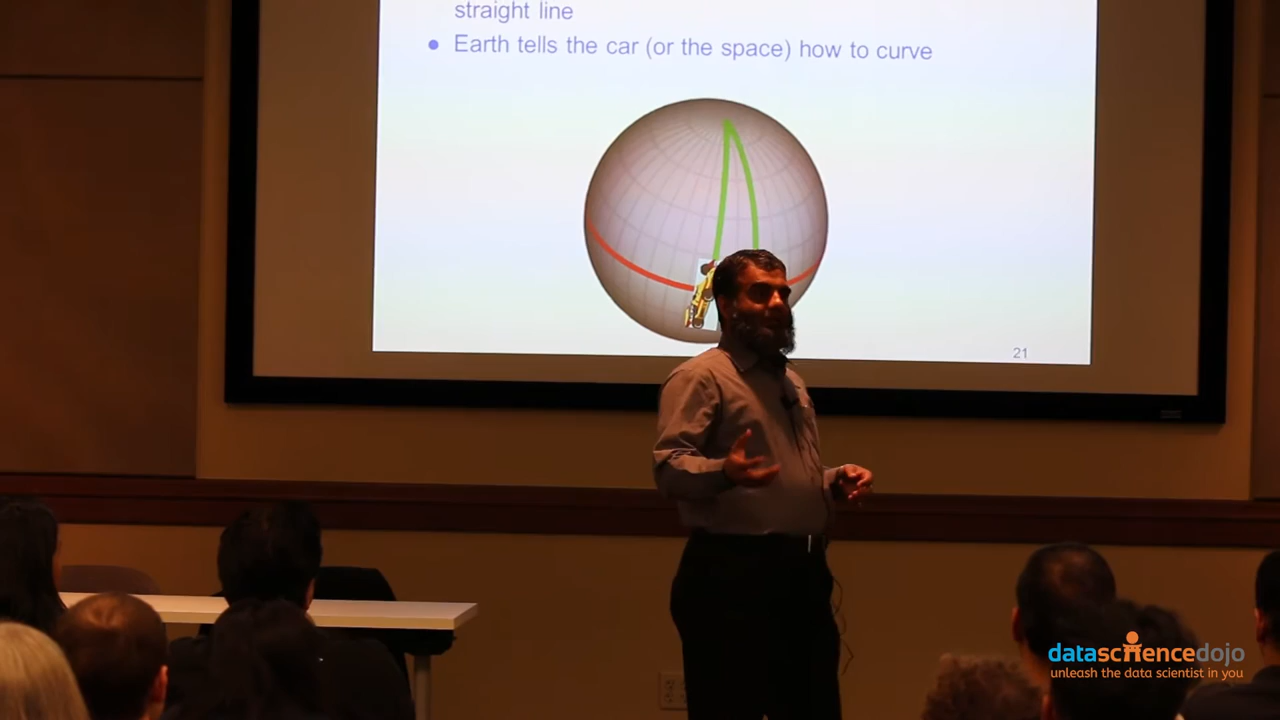 straight line
● Earth tells the car (or the space) how to curve
21
datasciencedojo
unleash the data scientist in you